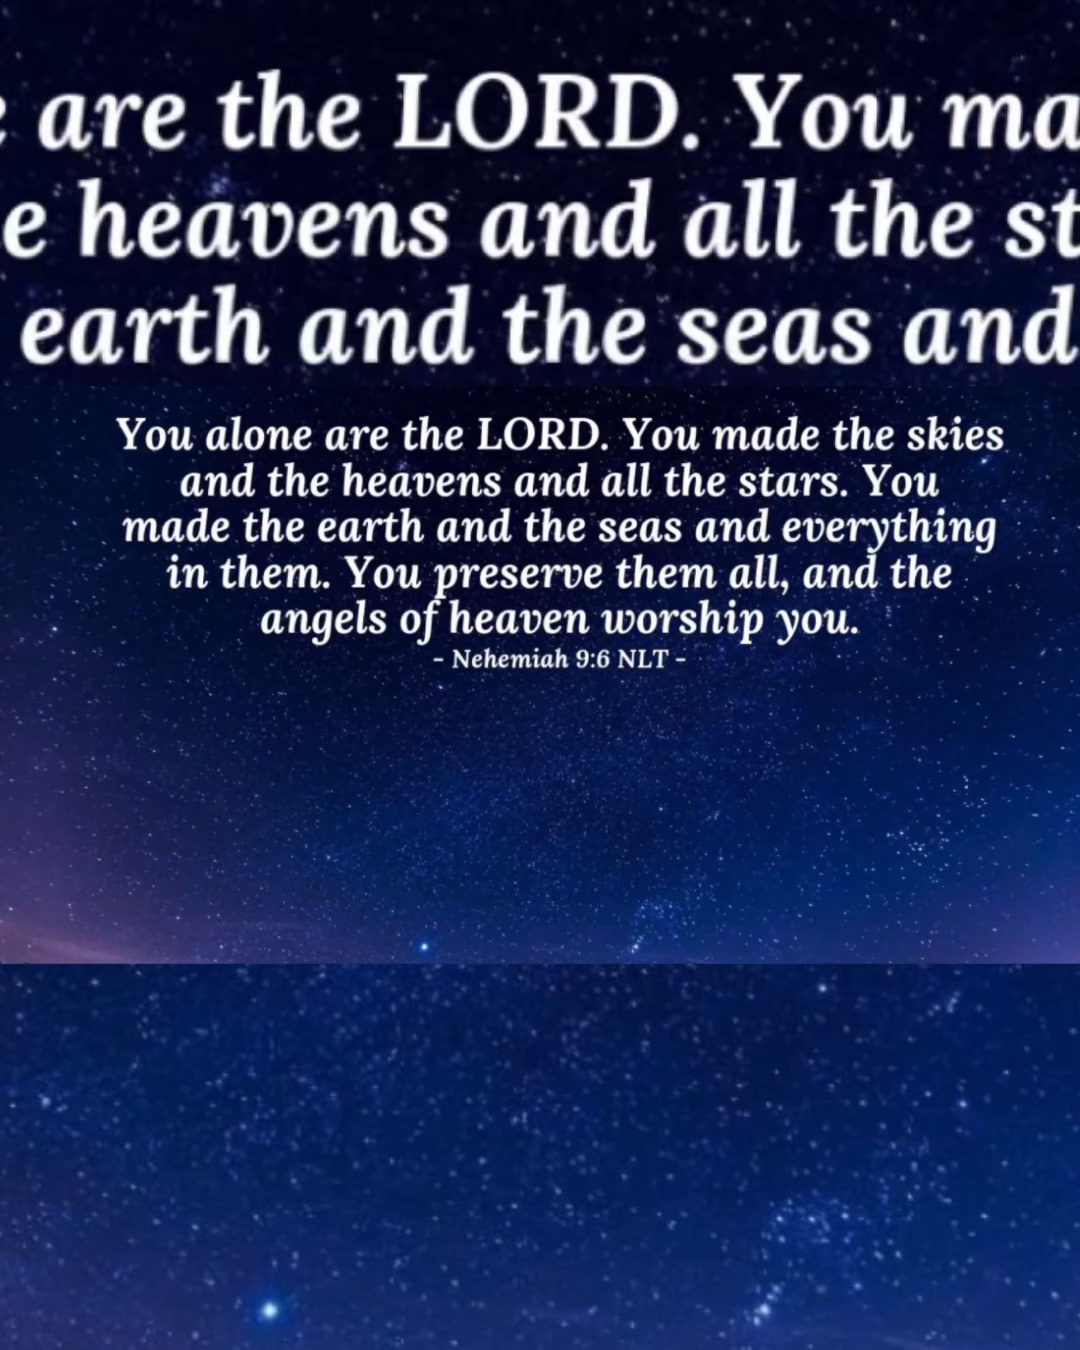 are the LORD. You ma
e heavens and all the st
earth and the seas and
You alone are the LORD. You made the skies
and the heavens and all the stars. You
made the earth and the seas and everything
in them. You preserve them all, and the
angels of heaven worship you.
- Nehemiah 9:6 NLT -